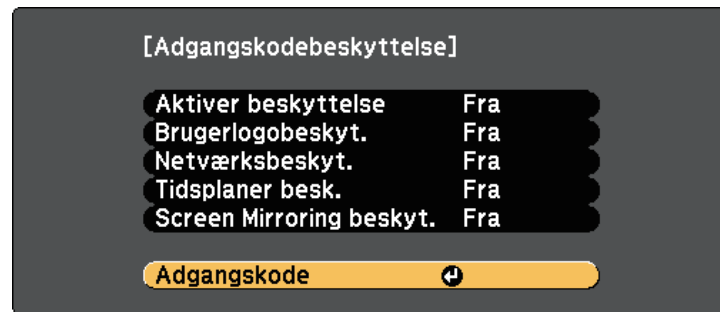 [Adgangskodebeskyttelse]
Aktiver beskyttelse Fra
Brugerlogobeskyt. Fra
Netværksbeskyt. Fra
Tidsplaner besk. Fra
Screen Mirroring beskyt. Fra
Adgangskode